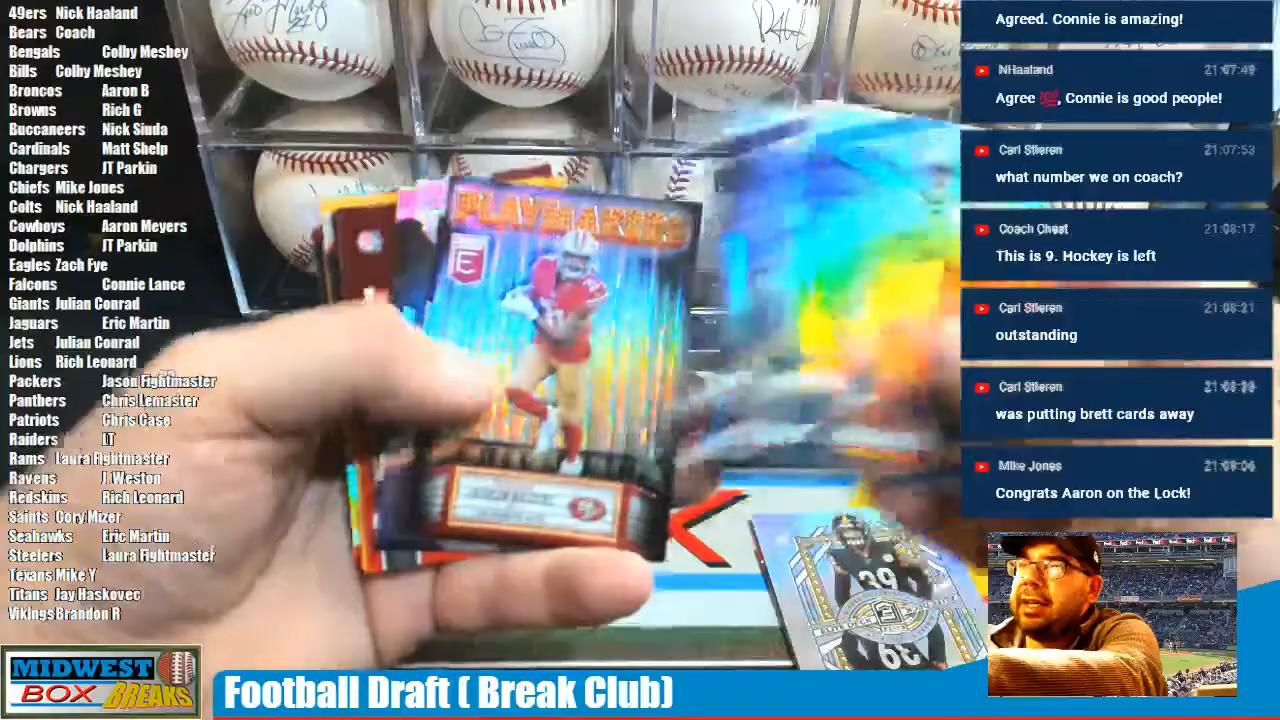 49ers Nick Haaland
Bears Coach
Bengals Colby Meshey
Bills Colby Meshey
Broncos Aaron B
Browns Rich G
Buccaneers Nick Siuda
Cardinals Matt Shelp
Chargers JT Parkin
Chiefs Mike Jones
Colts Nick Haaland
Cowboys Aaron Meyers
Dolphins JT Parkin
Eagles Zach Fye
Falcons Connie Lance
Giants Julian Conrad
Jaguars Eric Martin
Jets Julian Conrad
Lions Rich Leonard
Packers Jason Fightmaster
Panthers Chris Lemaster
Patriots Chris Case
Raiders LT
Rams Laura Fightmaster
Ravens J. Weston
Redskins Rich Leonard
Saints Cory Mizer
Seahawks Eric Martin
Steelers Laura Fightmaster
Texans Mike Y
Titans Jay Haskovec
Vikings Brandon R
MIDWEST
BOX BREAKS
Football Draft ( Break Club)
PLAYMAKERS
E
39
Agreed. Connie is amazing!
NHaaland 21:07:49
Agree 💯, Connie is good people!
Carl Stieren 21:07:53
what number we on coach?
Coach Cheat 21:08:17
This is 9. Hockey is left
Carl Stieren 21:08:21
outstanding
Carl Stieren
was putting brett cards away
Mike Jones 21:09:06
Congrats Aaron on the Lock!